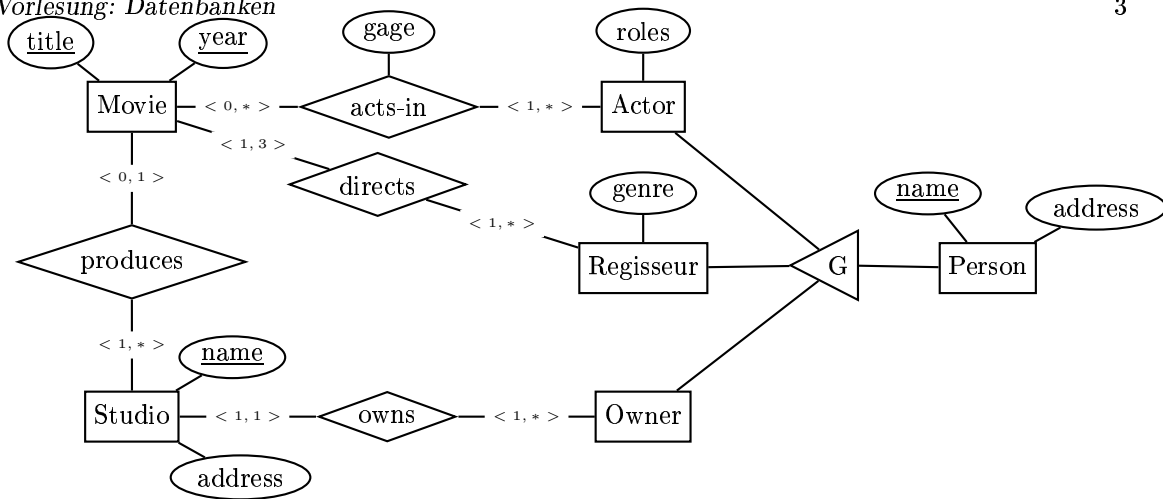 Vorlesung: Datenbanken 3
title year gage roles
Movie < 0, * > acts-in < 1, * > Actor
< 1, 3 >
< 0, 1 > directs genre name address
< 1, * >
produces Regisseur G Person
< 1, * > name
Studio < 1, 1 > owns < 1, * > Owner
address